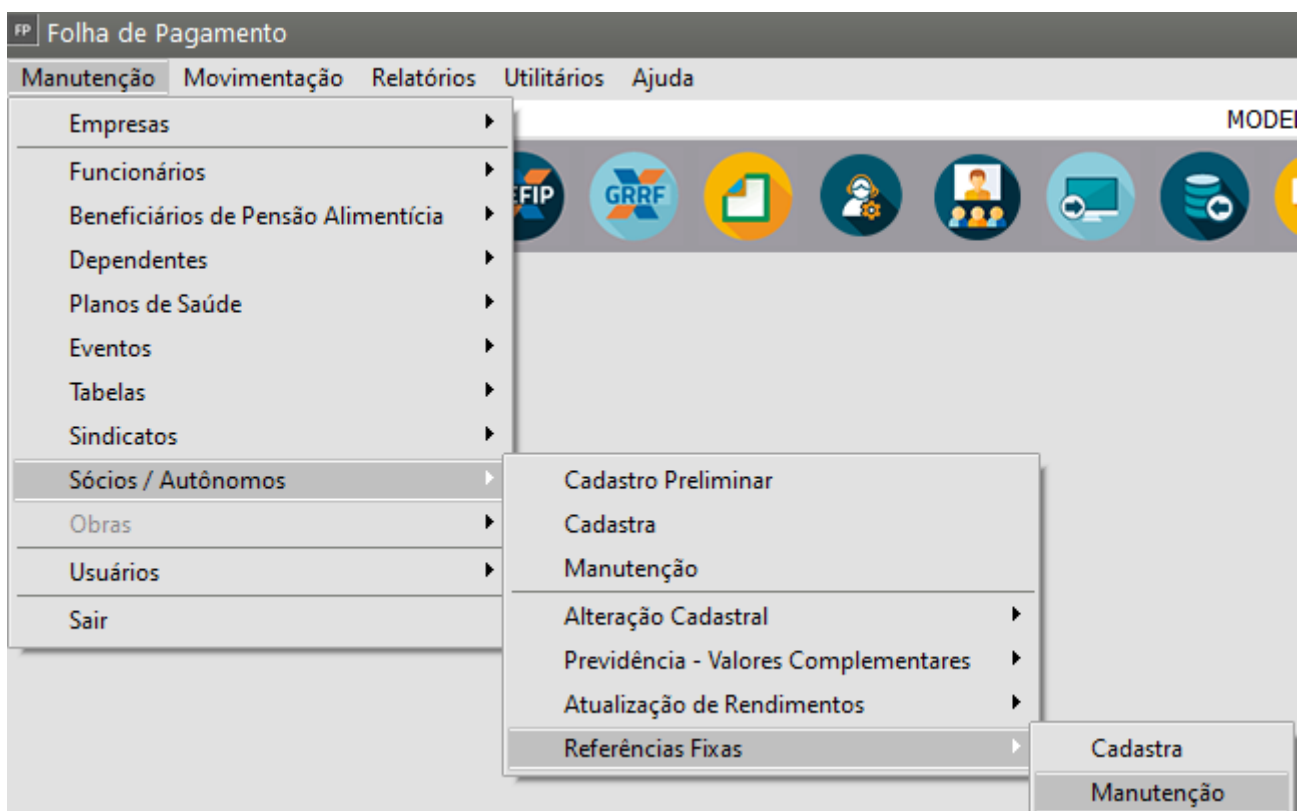 FP Folha de Pagamento
Manutenção Movimentação Relatórios Utilitários Ajuda
Empresas
Funcionários
Beneficiários de Pensão Alimentícia
Dependentes
Planos de Saúde
Eventos
Tabelas
Sindicatos
Sócios / Autônomos
Obras
Usuários
Sair
GRRF
Cadastro Preliminar
Cadastra
Manutenção
Alteração Cadastral
Previdência - Valores Complementares
Atualização de Rendimentos
Referências Fixas
Cadastra
Manutenção